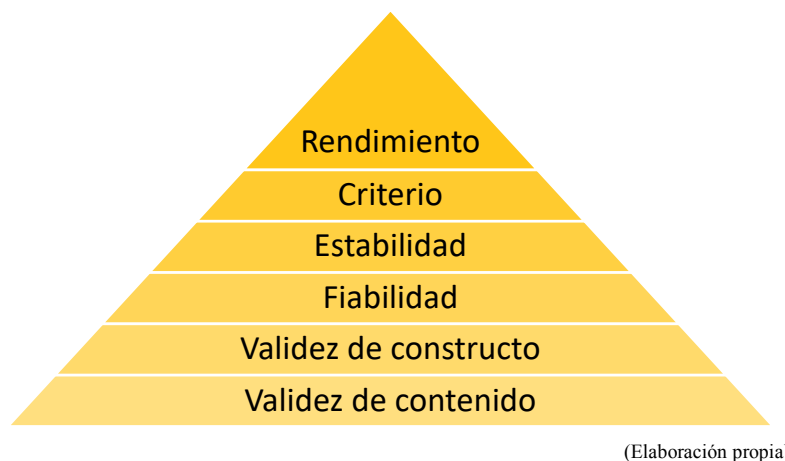 Rendimiento
Criterio
Estabilidad
Fiabilidad
Validez de constructo
Validez de contenido
(Elaboración propia)